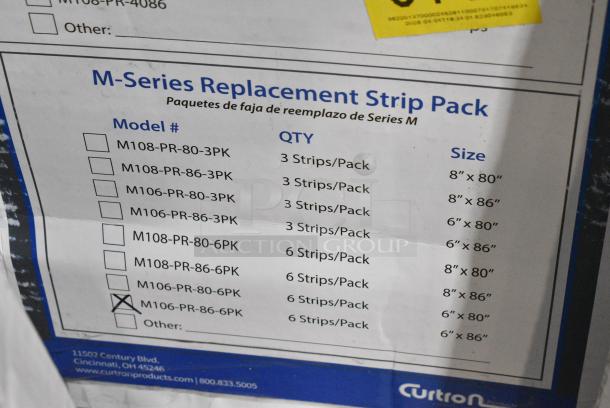 M108-PR-4086
Other:
M-Series Replacement Strip Pack
Paquetes de faja de reemplazo de Series M
Model # QTY Size
M108-PR-80-3PK 3 Strips/Pack 8” x 80”
M108-PR-86-3PK 3 Strips/Pack 8” x 86”
M106-PR-80-3PK 3 Strips/Pack 6” x 80”
M106-PR-86-3PK 3 Strips/Pack 6” x 86”
M108-PR-80-6PK 6 Strips/Pack 8” x 80”
M108-PR-86-6PK 6 Strips/Pack 8” x 86”
M106-PR-80-6PK 6 Strips/Pack 6” x 80”
M106-PR-86-6PK 6 Strips/Pack 6” x 86”
Other:
AUCTION GROUP
11502 Century Blvd.
Cincinnati, OH 45246
www.curtronproducts.com | 800.833.5005
Curtron